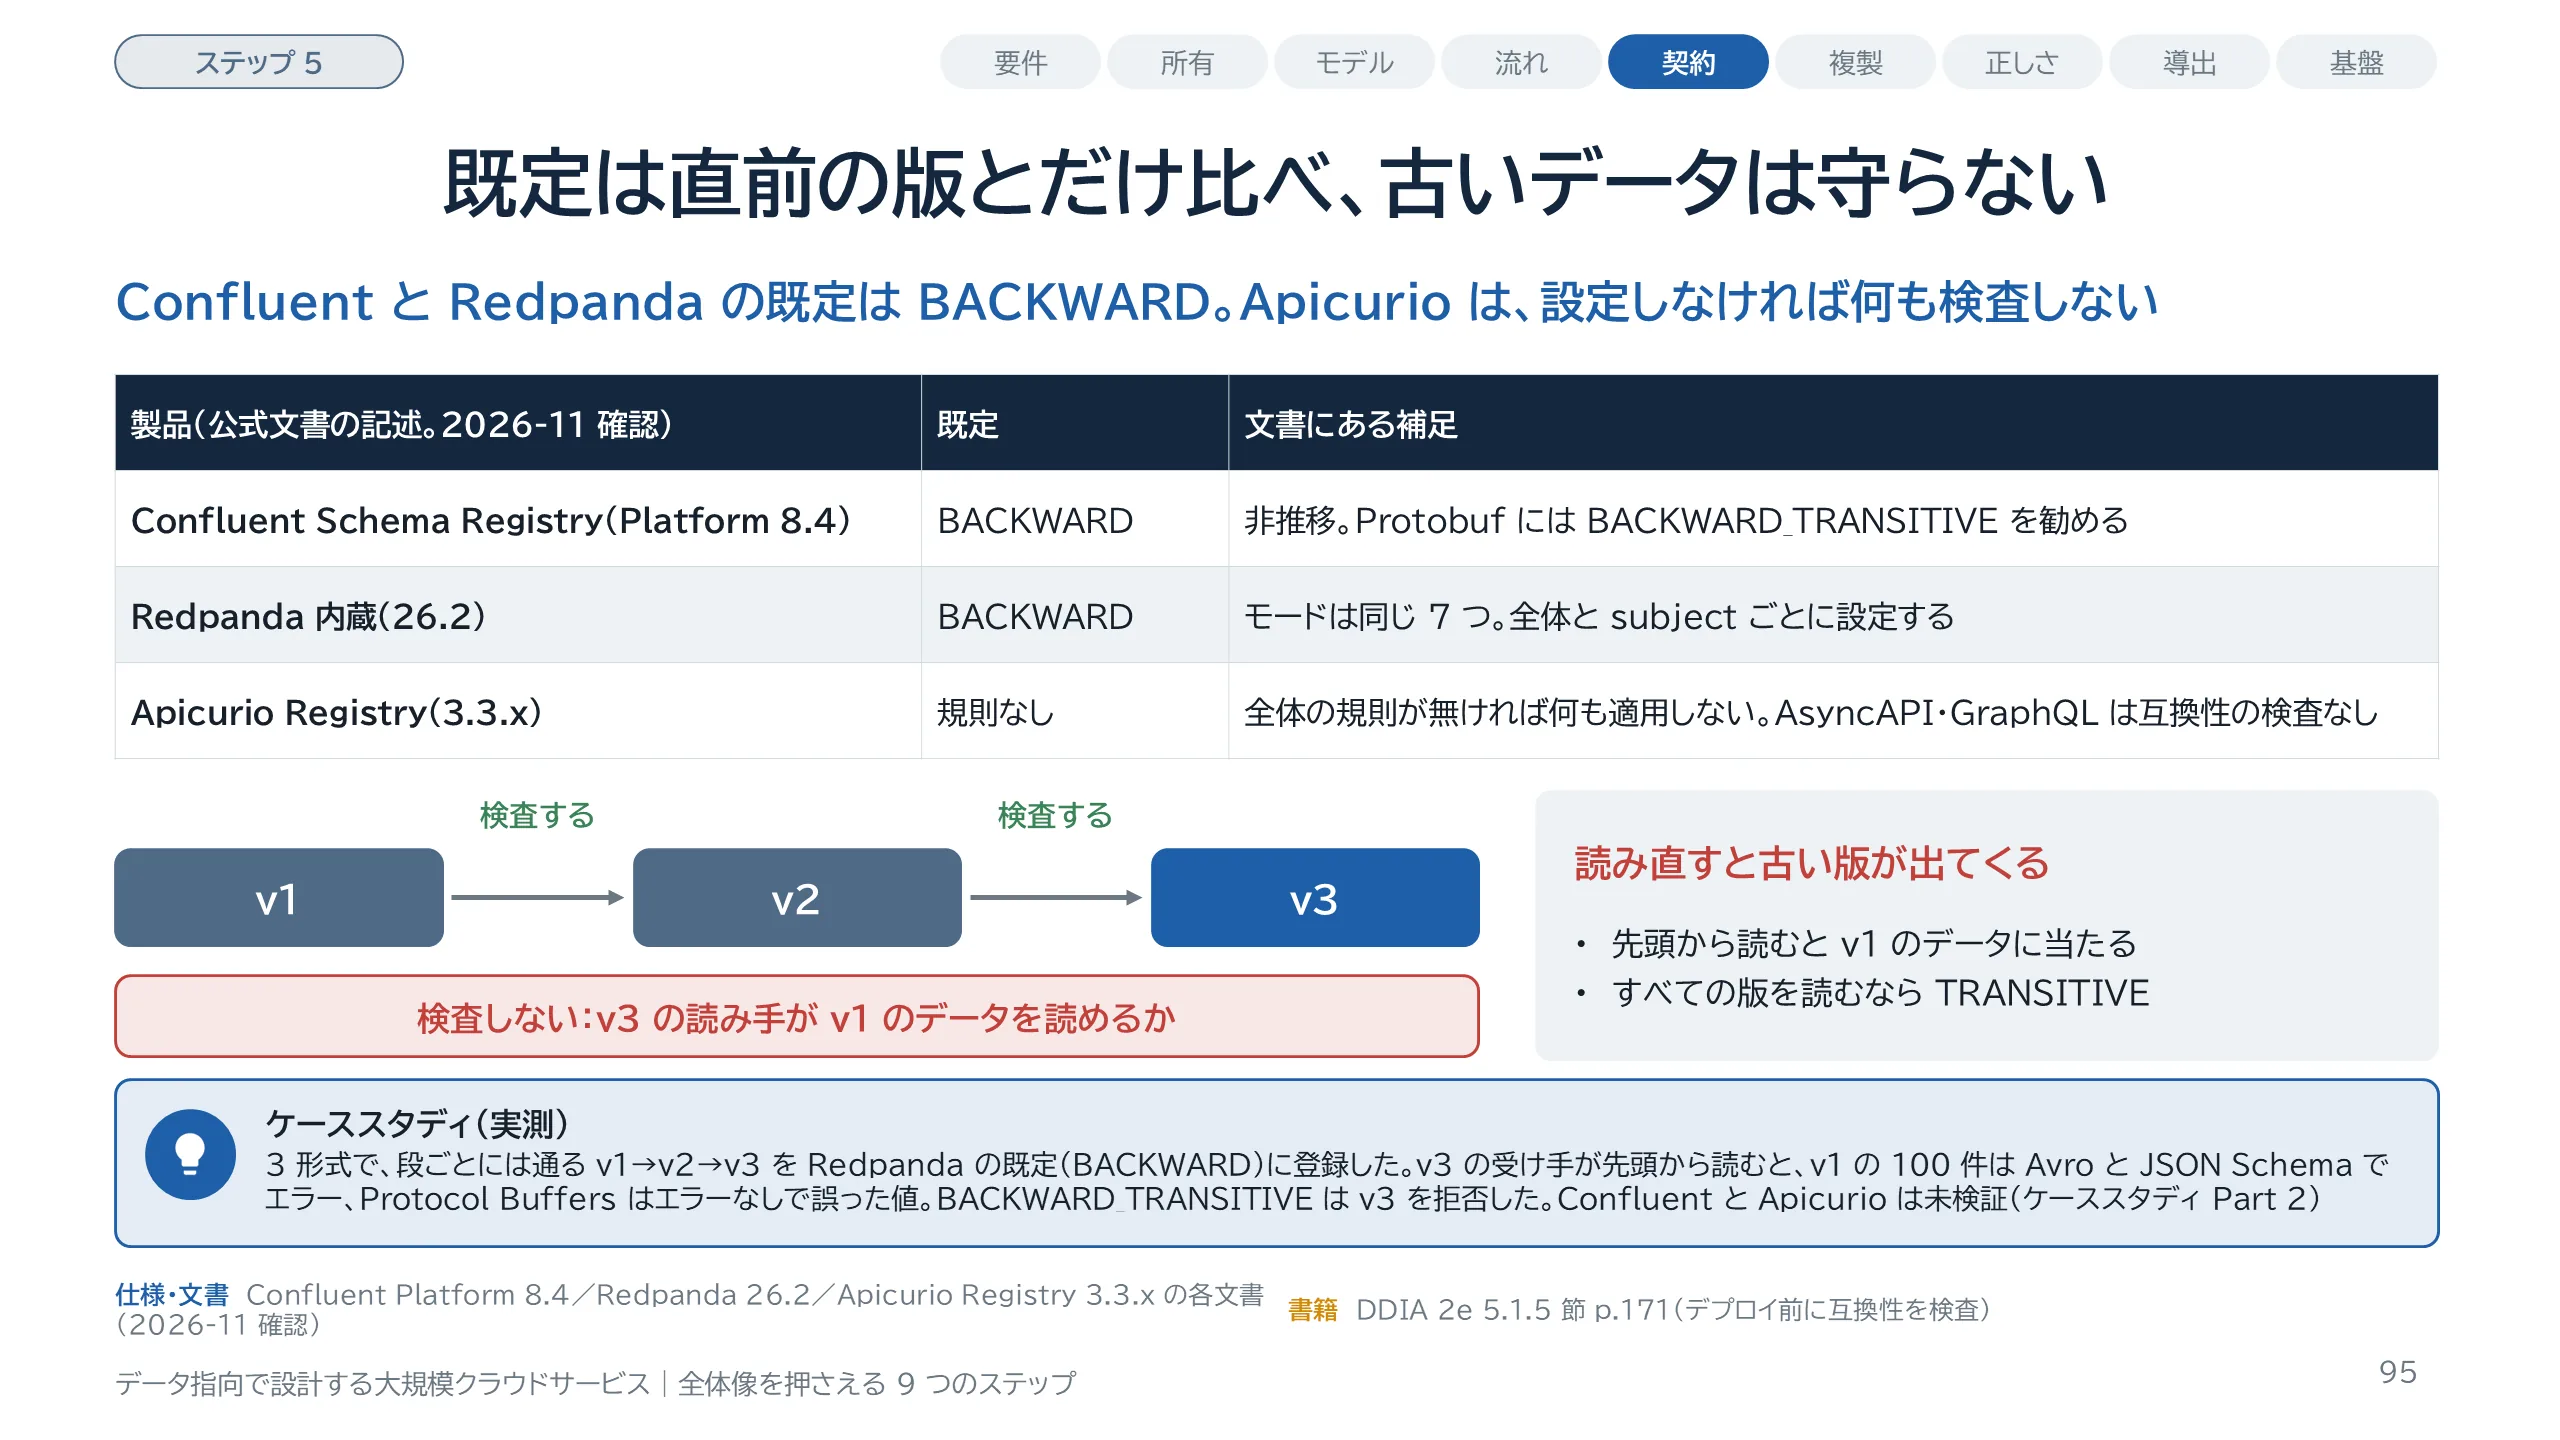 ステップ 5
要件
所有
モデル
流れ
契約
複製
正しさ
導出
基盤
既定は直前の版とだけ比べ、古いデータは守らない
Confluent と Redpanda の既定は BACKWARD。Apicurio は、設定しなければ何も検査しない
製品（公式文書の記述。2026-11 確認）
既定
文書にある補足
Confluent Schema Registry（Platform 8.4）
BACKWARD
非推移。Protobuf には BACKWARD_TRANSITIVE を勧める
Redpanda 内蔵（26.2）
BACKWARD
モードは同じ 7 つ。全体と subject ごとに設定する
Apicurio Registry（3.3.x）
規則なし
全体の規則が無ければ何も適用しない。AsyncAPI・GraphQL は互換性の検査なし
検査する
検査する
v1
v2
v3
検査しない：v3 の読み手が v1 のデータを読めるか
読み直すと古い版が出てくる
• 先頭から読むと v1 のデータに当たる
• すべての版を読むなら TRANSITIVE
ケーススタディ（実測）
3 形式で、段ごとには通る v1→v2→v3 を Redpanda の既定（BACKWARD）に登録した。v3 の受け手が先頭から読むと、v1 の 100 件は Avro と JSON Schema で
エラー、Protocol Buffers はエラーなしで誤った値。BACKWARD_TRANSITIVE は v3 を拒否した。Confluent と Apicurio は未検証（ケーススタディ Part 2）
仕様・文書 Confluent Platform 8.4／Redpanda 26.2／Apicurio Registry 3.3.x の各文書
（2026-11 確認）
書籍 DDIA 2e 5.1.5 節 p.171（デプロイ前に互換性を検査）
データ指向で設計する大規模クラウドサービス｜全体像を押さえる 9 つのステップ
95